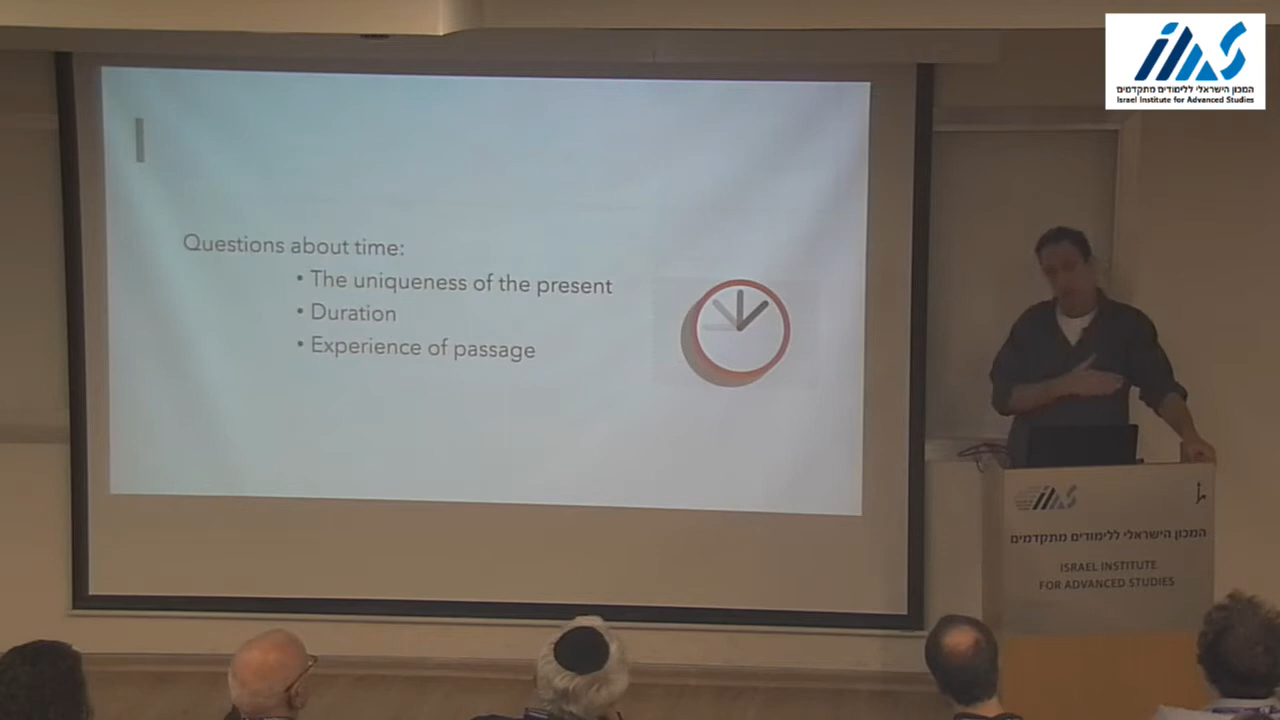 Questions about time:
• The uniqueness of the present
• Duration
• Experience of passage
המכון הישראלי ללימודים מתקדמים
Israel Institute for Advanced Studies
המכון הישראלי ללימודים מתקדמים
ISRAEL INSTITUTE
FOR ADVANCED STUDIES